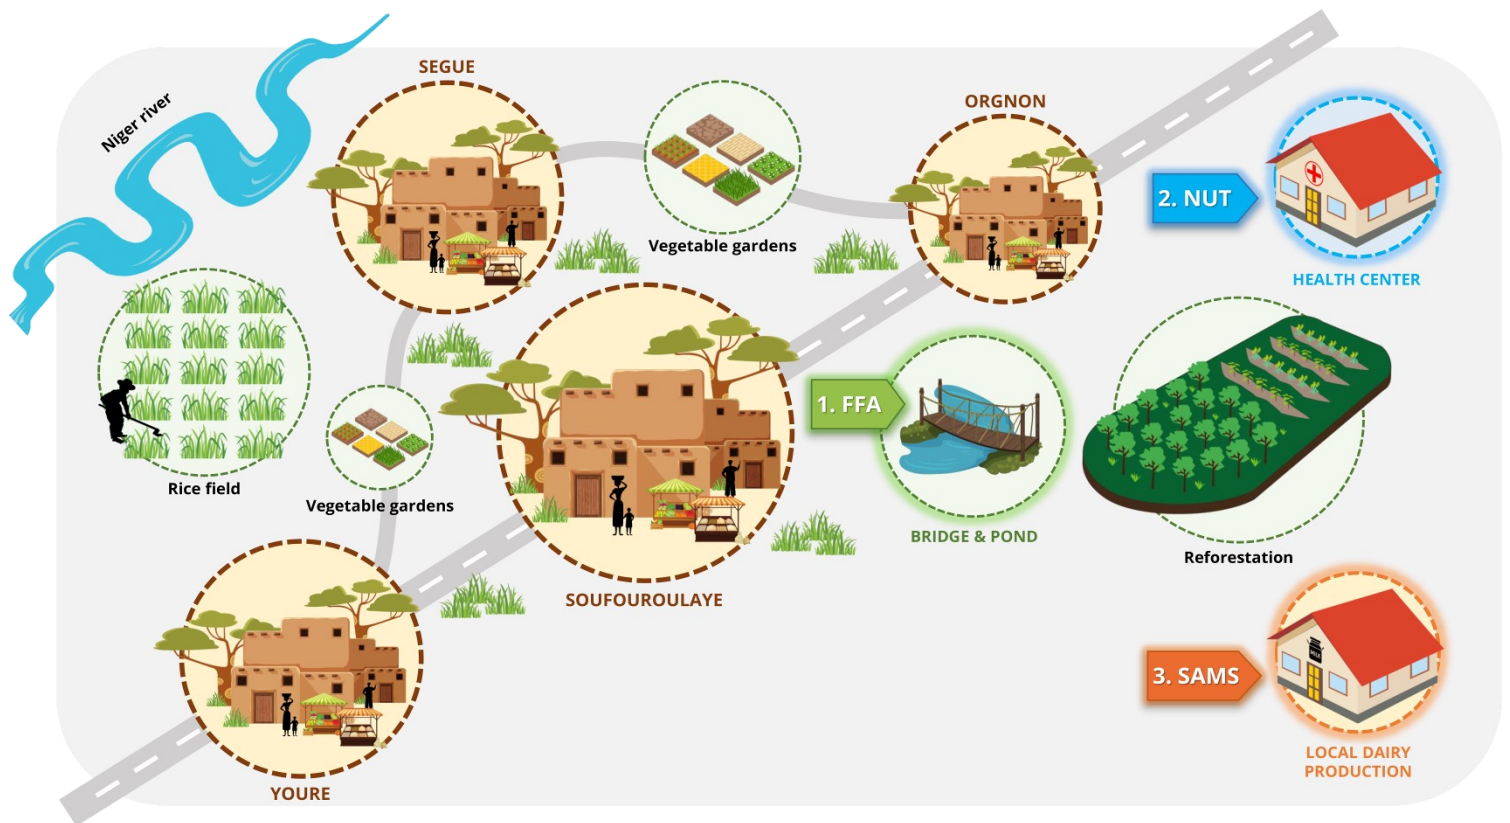 SEGUE
Niger river
ORGNON
2. NUT
Vegetable gardens
HEALTH CENTER
1. FFA
Rice field
Vegetable gardens
BRIDGE & POND
Reforestation
SOUFOUROULAYE
MILK
3. SAMS
LOCAL DAIRY
PRODUCTION
YOURE